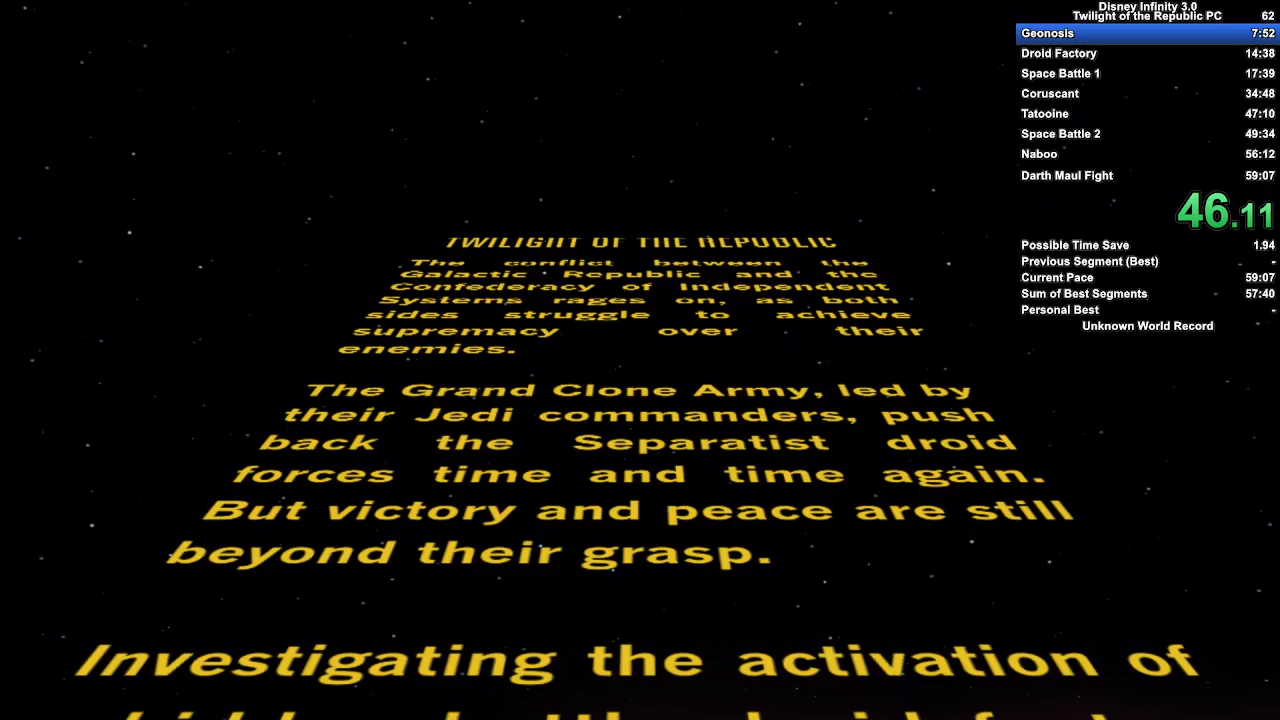 Disney Infinity 3.0
Twilight of the Republic PC 62
Geonosis 7:52
Droid Factory 14:38
Space Battle 1 17:39
Coruscant 34:48
Tatooine 47:10
Space Battle 2 49:34
Naboo 56:12
Darth Maul Fight 59:07
46.11
Possible Time Save 1.94
Previous Segment (Best) -
Current Pace 59:07
Sum of Best Segments 57:40
Personal Best -
Unknown World Record
TWILIGHT OF THE REPUBLIC
The conflict between the
Galactic Republic and the
Confederacy of Independent
Systems rages on, as both
sides struggle to achieve
supremacy over their
enemies.
The Grand Clone Army, led by
their Jedi commanders, push
back the Separatist droid
forces time and time again.
But victory and peace are still
beyond their grasp.
Investigating the activation of